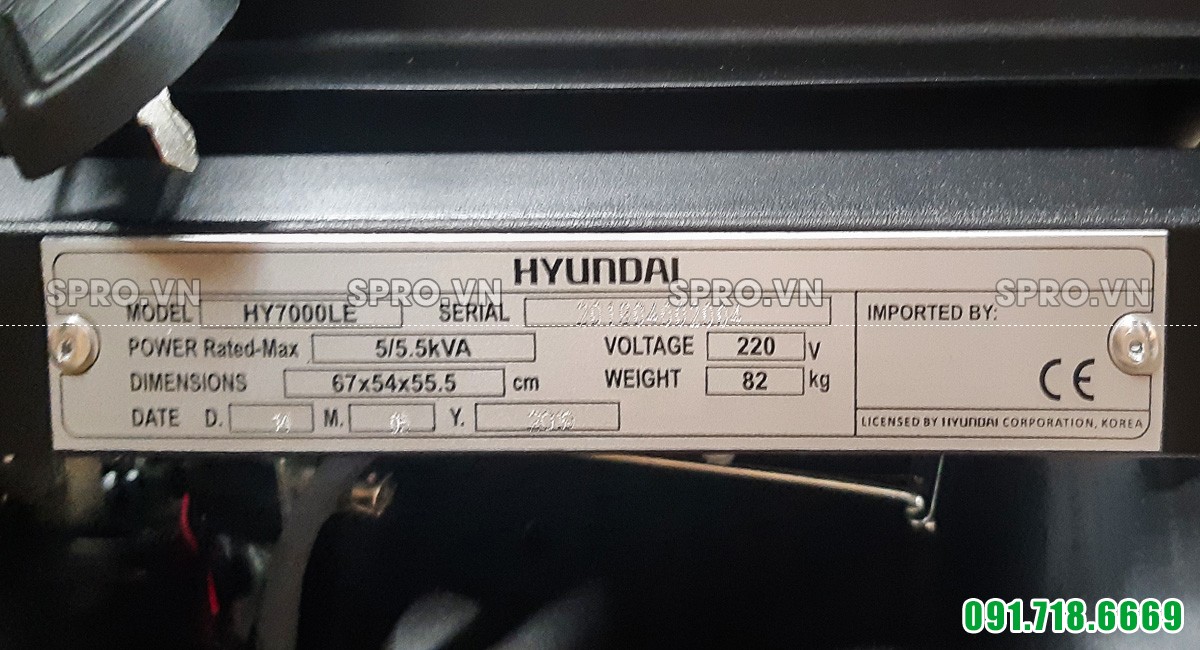 HYUNDAI
SPRO.VN SPRO.VN SPRO.VN SPRO.VN
MODEL HY7000LE SERIAL
POWER Rated-Max 5/5.5kVA VOLTAGE 220 V
DIMENSIONS 67x54x55.5 cm WEIGHT 82 kg
DATE D. 14 M. Y.
IMPORTED BY:
CE
LICENSED BY HYUNDAI CORPORATION, KOREA
091.718.6669